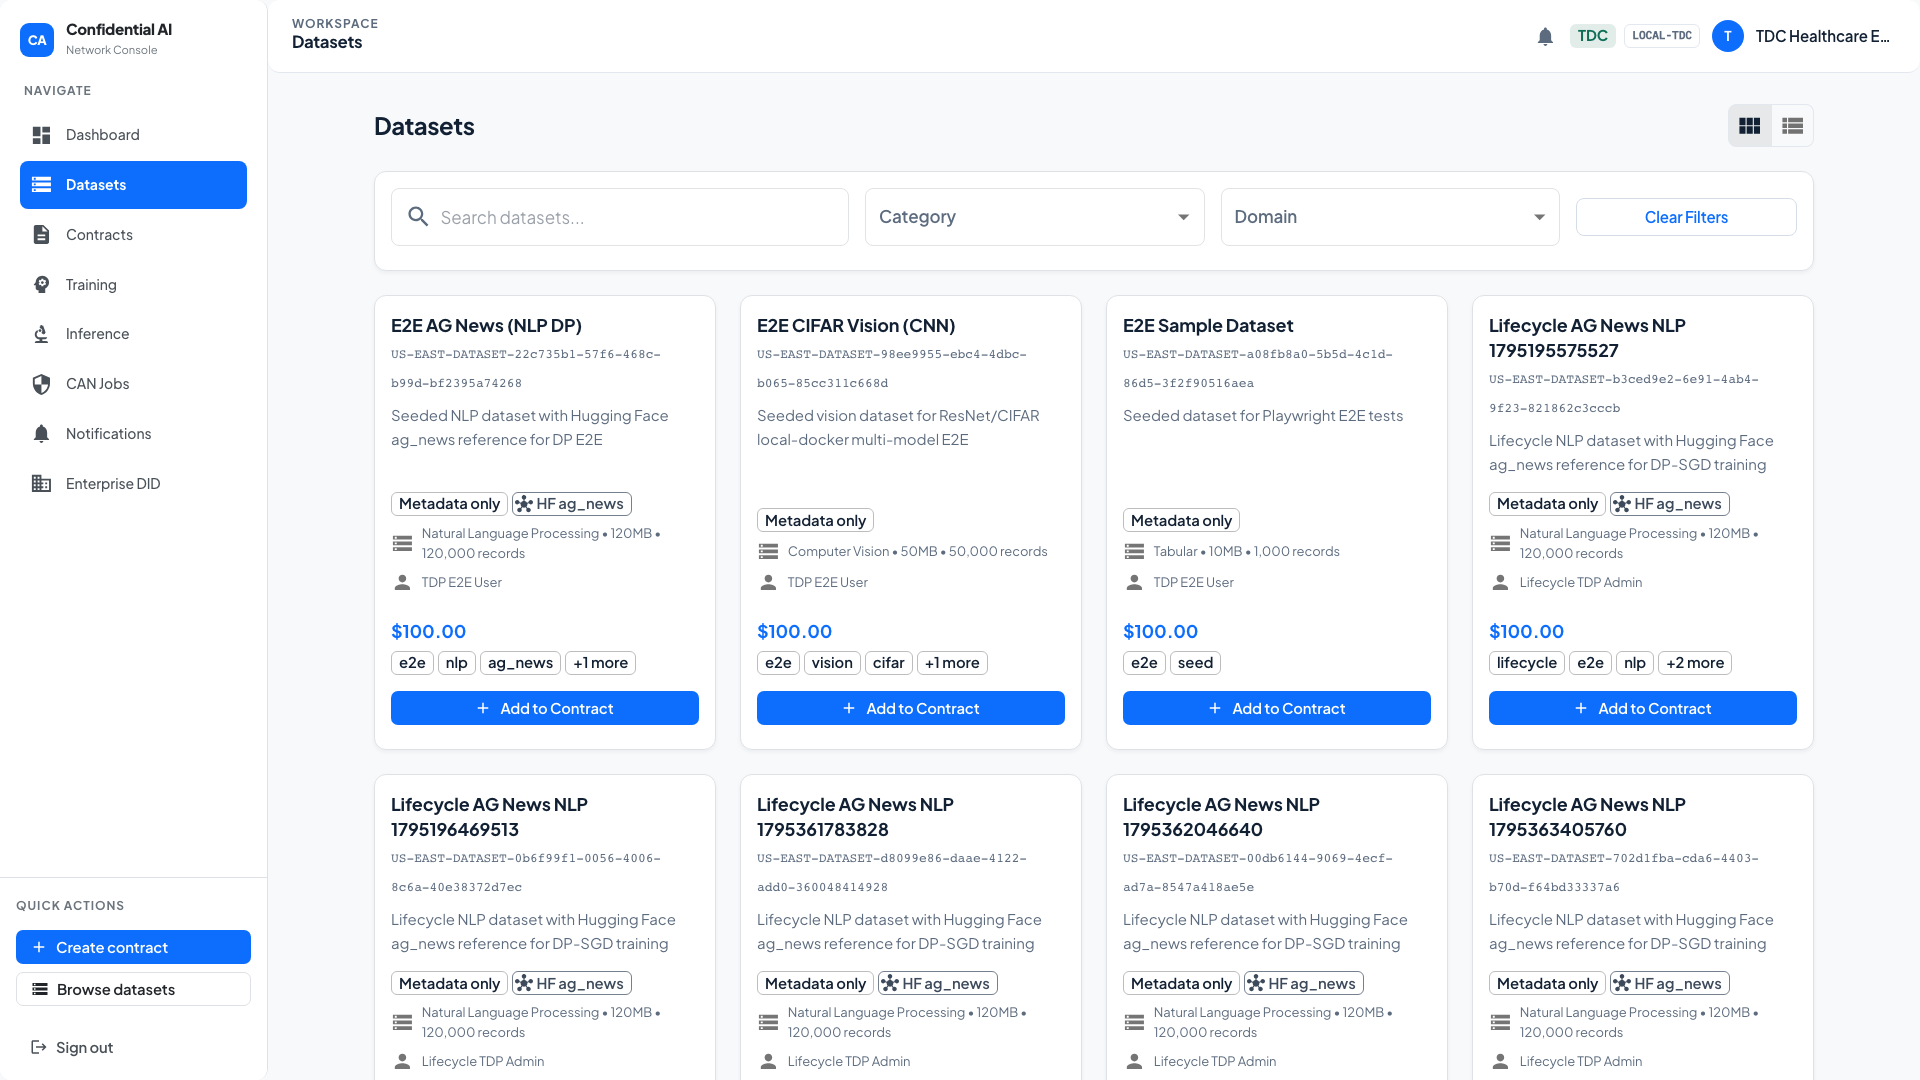 CA
Confidential AI
Network Console
NAVIGATE
Dashboard
Datasets
Contracts
Training
Inference
CAN Jobs
Notifications
Enterprise DID
QUICK ACTIONS
+ Create contract
Browse datasets
Sign out
WORKSPACE
Datasets
TDC
LOCAL-TDC
T
TDC Healthcare E...
Datasets
Search datasets...
Category
Domain
Clear Filters
E2E AG News (NLP DP)
US-EAST-DATASET-22c735b1-57f6-468c-
b99d-bf2395a74268
Seeded NLP dataset with Hugging Face
ag_news reference for DP E2E
Metadata only
HF ag_news
Natural Language Processing • 120MB •
120,000 records
TDP E2E User
$100.00
e2e
nlp
ag_news
+1 more
+ Add to Contract
E2E CIFAR Vision (CNN)
US-EAST-DATASET-98ee9955-ebc4-4dbc-
b065-85cc311c668d
Seeded vision dataset for ResNet/CIFAR
local-docker multi-model E2E
Metadata only
Computer Vision • 50MB • 50,000 records
TDP E2E User
$100.00
e2e
vision
cifar
+1 more
+ Add to Contract
E2E Sample Dataset
US-EAST-DATASET-a08fb8a0-5b5d-4c1d-
86d5-3f2f90516aea
Seeded dataset for Playwright E2E tests
Metadata only
Tabular • 10MB • 1,000 records
TDP E2E User
$100.00
e2e
seed
+ Add to Contract
Lifecycle AG News NLP
1795195575527
US-EAST-DATASET-b3ced9e2-6e91-4ab4-
9f23-821862c3cccb
Lifecycle NLP dataset with Hugging Face
ag_news reference for DP-SGD training
Metadata only
HF ag_news
Natural Language Processing • 120MB •
120,000 records
Lifecycle TDP Admin
$100.00
lifecycle
e2e
nlp
+2 more
+ Add to Contract
Lifecycle AG News NLP
1795196469513
US-EAST-DATASET-0b6f99f1-0056-4006-
8c6a-40e38372d7ec
Lifecycle NLP dataset with Hugging Face
ag_news reference for DP-SGD training
Metadata only
HF ag_news
Natural Language Processing • 120MB •
120,000 records
Lifecycle TDP Admin
Lifecycle AG News NLP
1795361783828
US-EAST-DATASET-d8099e86-daae-4122-
add0-360048414928
Lifecycle NLP dataset with Hugging Face
ag_news reference for DP-SGD training
Metadata only
HF ag_news
Natural Language Processing • 120MB •
120,000 records
Lifecycle TDP Admin
Lifecycle AG News NLP
1795362046640
US-EAST-DATASET-00db6144-9069-4ecf-
ad7a-8547a418ae5e
Lifecycle NLP dataset with Hugging Face
ag_news reference for DP-SGD training
Metadata only
HF ag_news
Natural Language Processing • 120MB •
120,000 records
Lifecycle TDP Admin
Lifecycle AG News NLP
1795363405760
US-EAST-DATASET-702d1fba-cda6-4403-
b70d-f64bd33337a6
Lifecycle NLP dataset with Hugging Face
ag_news reference for DP-SGD training
Metadata only
HF ag_news
Natural Language Processing • 120MB •
120,000 records
Lifecycle TDP Admin